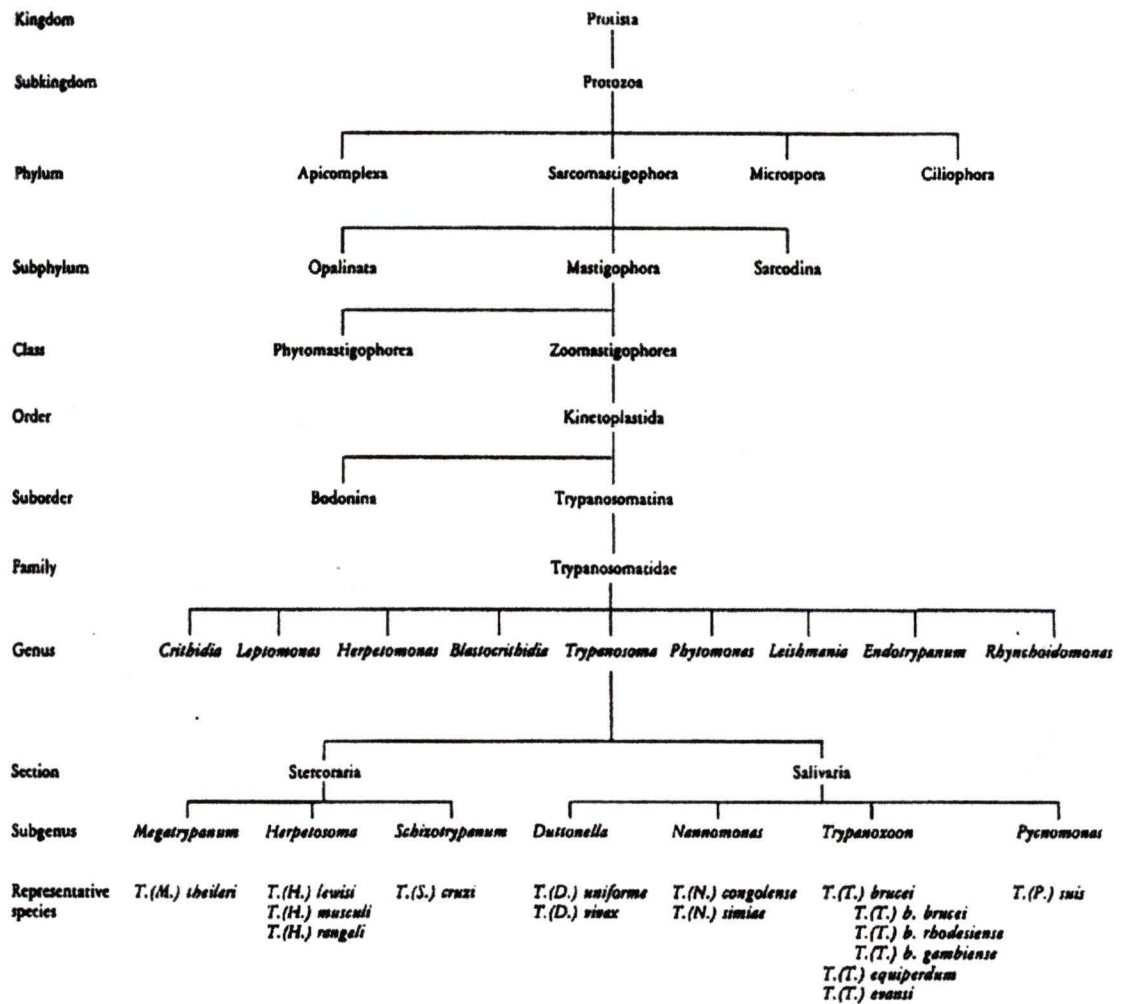 Kingdom Protista
Subkingdom Protozoa
Phylum Apicomplexa Sarcomastigophora Microspora Ciliophora
Subphylum Opalinata Mastigophora Sarcodina
Class Phytomastigophorea Zoomastigophorea
Order Kinetoplastida
Suborder Bodonina Trypanosomatina
Family Trypanosomatidae
Genus Crithidia Leptomonas Herpetomonas Blastocrithidia Trypanosoma Phytomonas Leishmania Endotrypanum Rhynchoidomonas
Section Stercoraria Salivaria
Subgenus Megatrypanum Herpetosoma Schizotrypanum Duttonella Nannomonas Trypanozoon Pycnomonas
Representative T.(M.) theileri T.(H.) lewisi T.(S.) cruzi T.(D.) uniforme T.(N.) congolense T.(T.) brucei T.(P.) suis
species T.(H.) musculi T.(D.) vivax T.(N.) simiae T.(T.) b. brucei
T.(H.) rangeli T.(T.) b. rhodesiense
T.(T.) b. gambiense
T.(T.) equiperdum
T.(T.) evansi